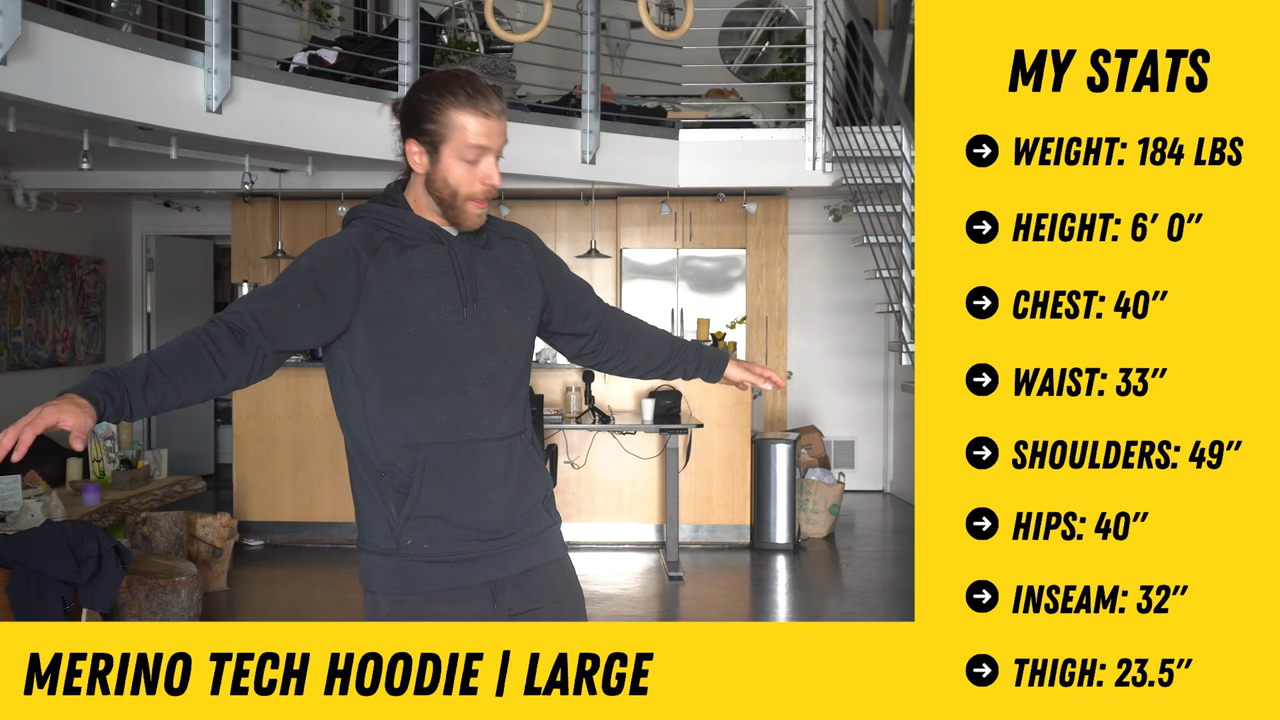 MY STATS
WEIGHT: 184 LBS
HEIGHT: 6' 0"
CHEST: 40"
WAIST: 33"
SHOULDERS: 49"
HIPS: 40"
INSEAM: 32"
THIGH: 23.5"
MERINO TECH HOODIE | LARGE